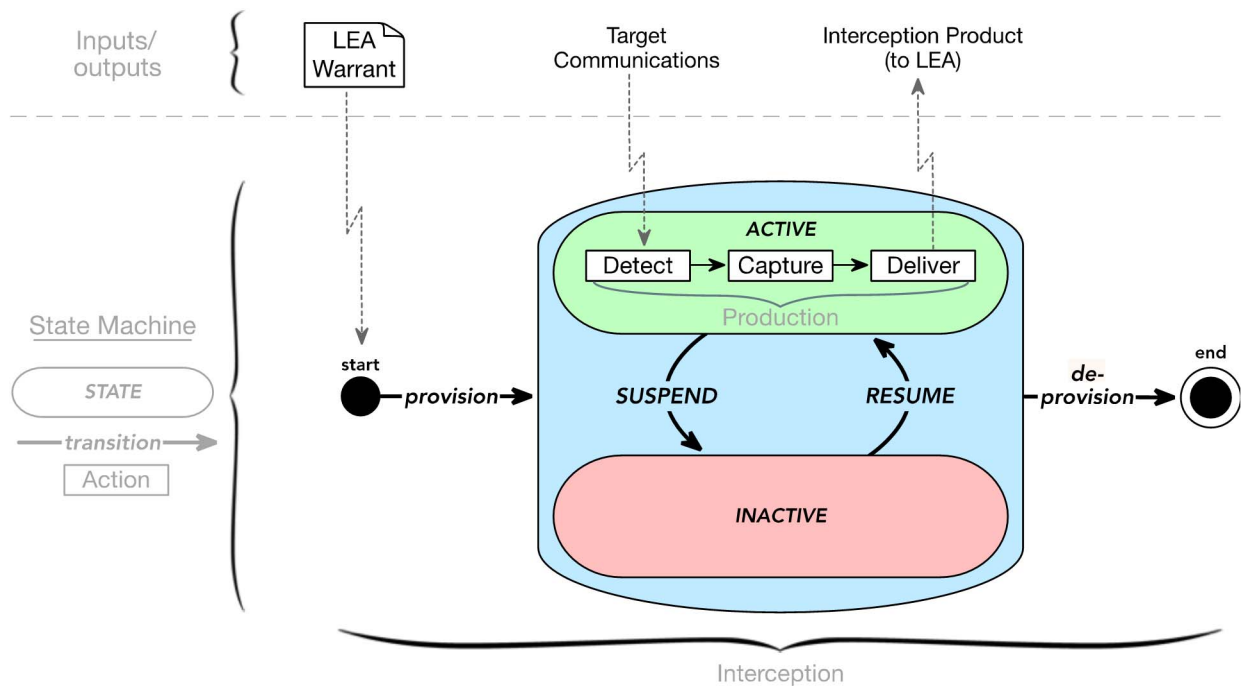 Inputs/
outputs
LEA
Warrant
Target
Communications
Interception Product
(to LEA)
ACTIVE
Detect
Capture
Deliver
Production
State Machine
STATE
transition
Action
start
provision
SUSPEND
RESUME
INACTIVE
de-
provision
end
Interception